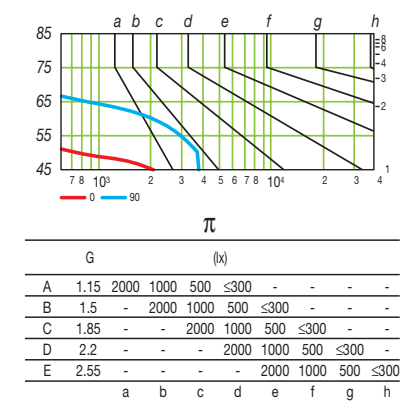 a b c d e f g h
85
75
65
55
45
8
6
4
3
2
1
7 8 10³ 2 3 4 5 6 7 8 10⁴ 2 3 4
0 90
π
G (lx)
A 1.15 2000 1000 500 ≤300 - - - -
B 1.5 - 2000 1000 500 ≤300 - - -
C 1.85 - - 2000 1000 500 ≤300 - -
D 2.2 - - - 2000 1000 500 ≤300 -
E 2.55 - - - - 2000 1000 500 ≤300
a b c d e f g h